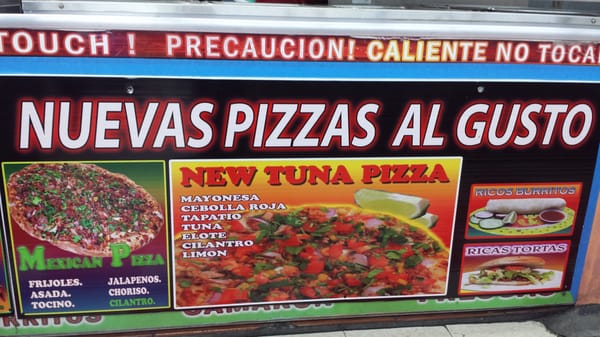 TOUCH ! PRECAUCION! CALIENTE NO TOCAR
NUEVAS PIZZAS AL GUSTO
MEXICAN PIZZA
FRIJOLES.
ASADA.
TOCINO.
JALAPENOS.
CHORISO.
CILANTRO.
NEW TUNA PIZZA
MAYONESA
CEBOLLA ROJA
TAPATIO
TUNA
ELOTE
CILANTRO
LIMON
RICOS BURRITOS
RICAS TORTAS